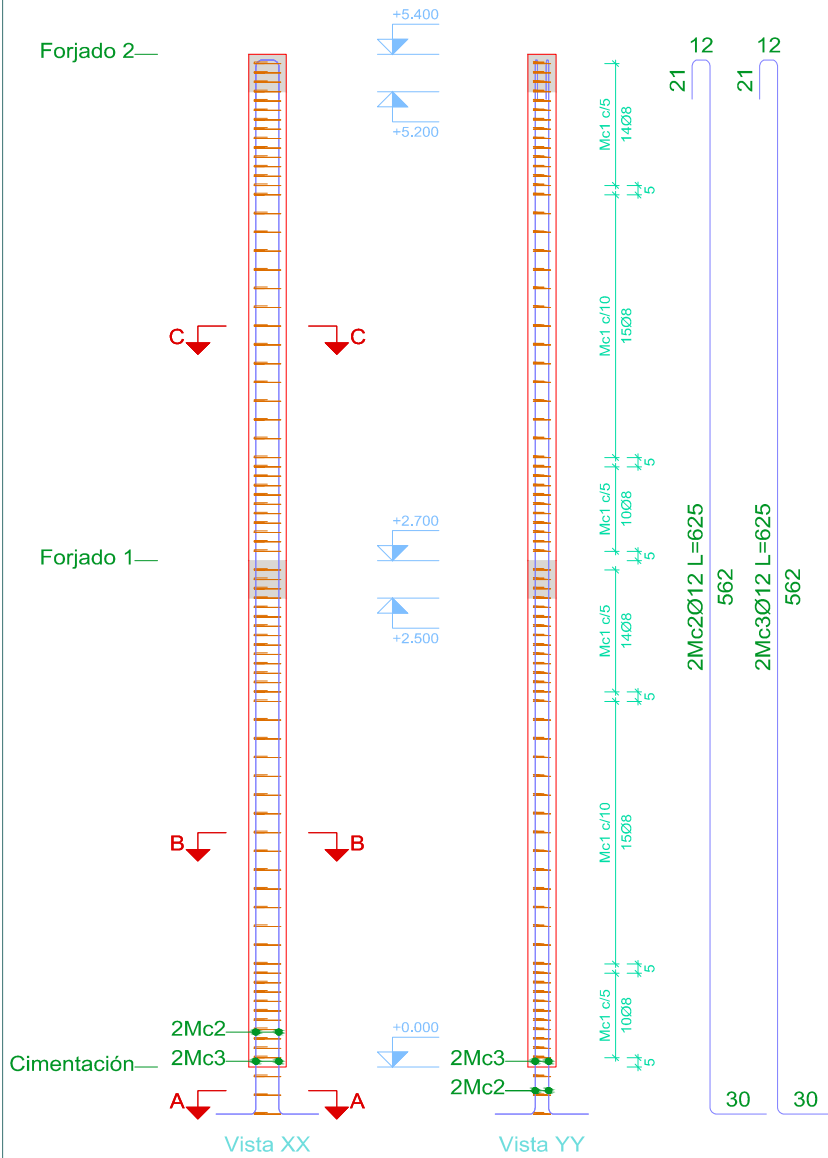 +5.400
Forjado 2
+5.200
12
21
12
21
Mc1 c/5
14Ø8
5
Mc1 c/10
15Ø8
C
C
5
Mc1 c/5
10Ø8
5
+2.700
Forjado 1
+2.500
Mc1 c/5
14Ø8
5
2Mc2Ø12 L=625
562
2Mc3Ø12 L=625
562
Mc1 c/10
15Ø8
B
B
5
Mc1 c/5
10Ø8
5
2Mc2
+0.000
Cimentación
2Mc3
2Mc3
2Mc2
A
A
30
30
Vista XX
Vista YY